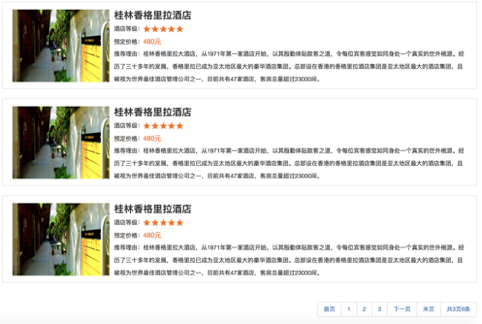 桂林香格里拉酒店
酒店等级：★★★★★
预定价格：480元
推荐理由：桂林香格里拉大酒店，从1971年第一家酒店开始，以其殷勤体贴款客之道，令每位宾客感觉如同身处一个真实的世外桃源。经
历了三十多年的发展，香格里拉已成为亚太地区最大的豪华酒店集团。总部设在香港的香格里拉酒店集团是亚太地区最大的酒店集团，且
被视为世界最佳酒店管理公司之一，目前共有47家酒店，客房总量超过23000间。
桂林香格里拉酒店
酒店等级：★★★★★
预定价格：480元
推荐理由：桂林香格里拉大酒店，从1971年第一家酒店开始，以其殷勤体贴款客之道，令每位宾客感觉如同身处一个真实的世外桃源。经
历了三十多年的发展，香格里拉已成为亚太地区最大的豪华酒店集团。总部设在香港的香格里拉酒店集团是亚太地区最大的酒店集团，且
被视为世界最佳酒店管理公司之一，目前共有47家酒店，客房总量超过23000间。
桂林香格里拉酒店
酒店等级：★★★★★
预定价格：480元
推荐理由：桂林香格里拉大酒店，从1971年第一家酒店开始，以其殷勤体贴款客之道，令每位宾客感觉如同身处一个真实的世外桃源。经
历了三十多年的发展，香格里拉已成为亚太地区最大的豪华酒店集团。总部设在香港的香格里拉酒店集团是亚太地区最大的酒店集团，且
被视为世界最佳酒店管理公司之一，目前共有47家酒店，客房总量超过23000间。
首页 1 2 3 下一页 末页 共3页8条